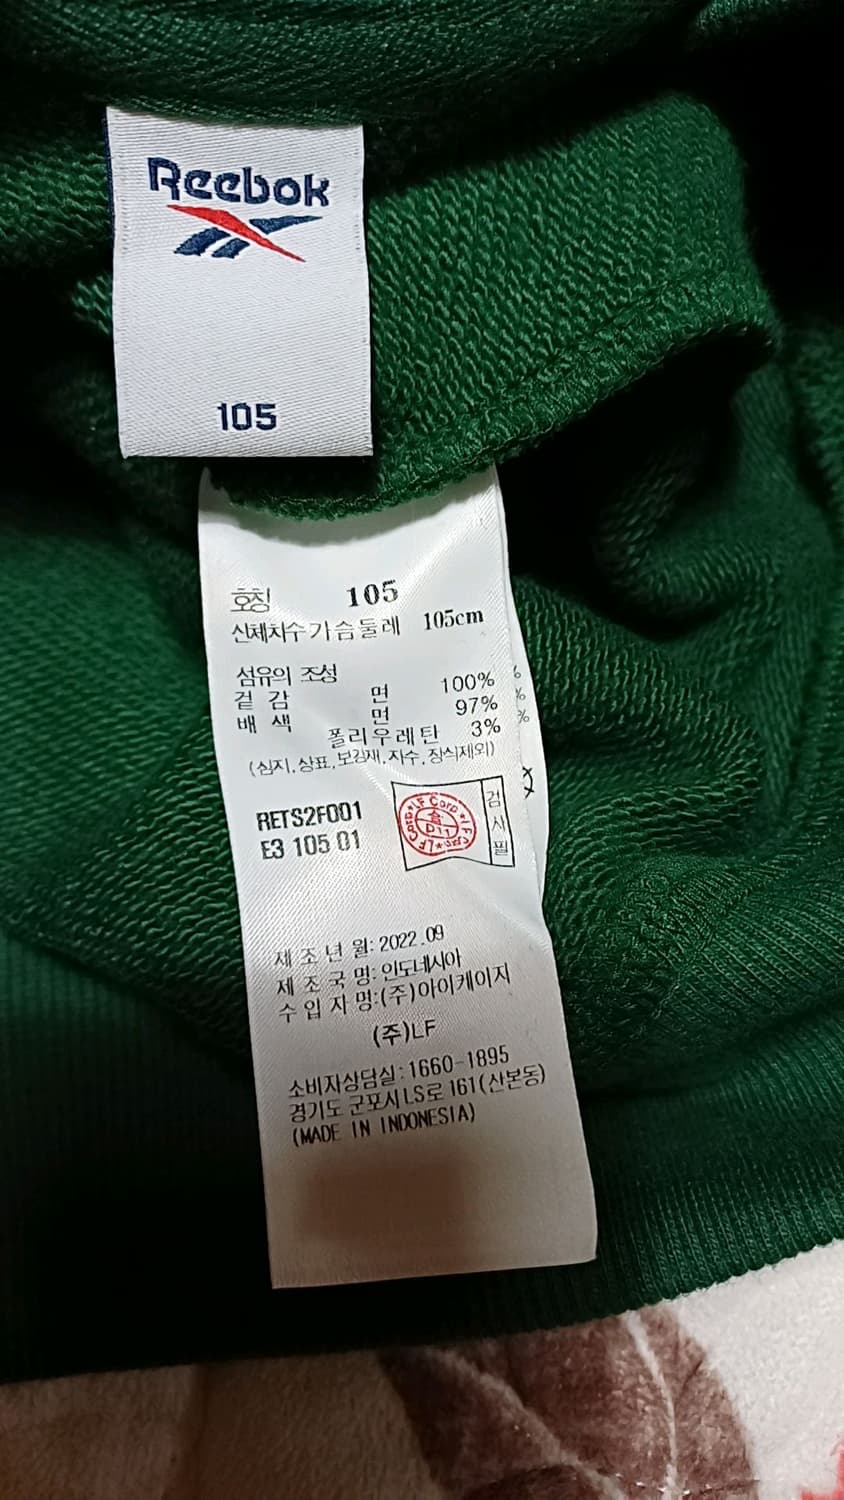 Reebok
105
호칭 105
신체치수 가슴둘레 105cm
섬유의 조성
겉감 면 100%
배색 면 97%
폴리우레탄 3%
(심지,상표,보강재,자수,장식제외)
RETS2F001
E3 105 01
LF Corp
검사필
제조년월: 2022.09
제조국명: 인도네시아
수입자명:(주)아이케이지
(주)LF
소비자상담실: 1660-1895
경기도 군포시 LS로 161(산본동)
(MADE IN INDONESIA)